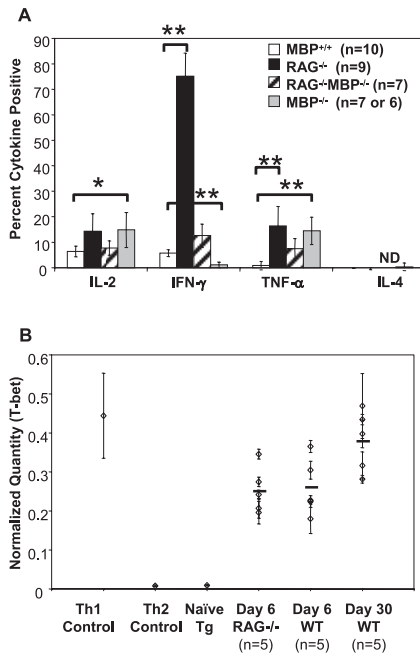 A
Percent Cytokine Positive
90
80
70
60
50
40
30
20
10
0
**
MBP+/+ (n=10)
RAG-/- (n=9)
RAG-/-MBP-/- (n=7)
MBP-/- (n=7 or 6)
*
**
**
**
ND
IL-2
IFN-γ
TNF-α
IL-4
B
Normalized Quantity (T-bet)
0.6
0.5
0.4
0.3
0.2
0.1
0
Th1 Control
Th2 Control
Naïve Tg
Day 6 RAG-/- (n=5)
Day 6 WT (n=5)
Day 30 WT (n=5)